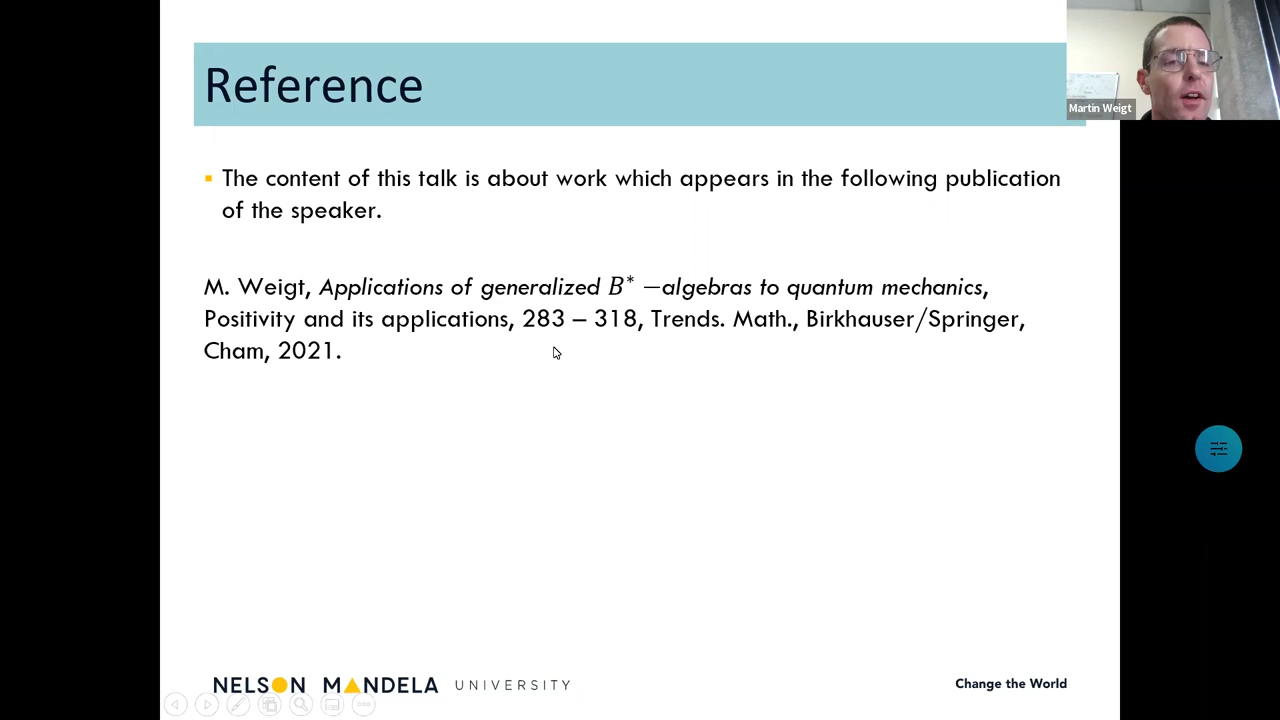 Reference
Martin Weigt
▪ The content of this talk is about work which appears in the following publication
of the speaker.
M. Weigt, Applications of generalized B* −algebras to quantum mechanics,
Positivity and its applications, 283 – 318, Trends. Math., Birkhauser/Springer,
Cham, 2021.
NELSON MANDELA UNIVERSITY
Change the World